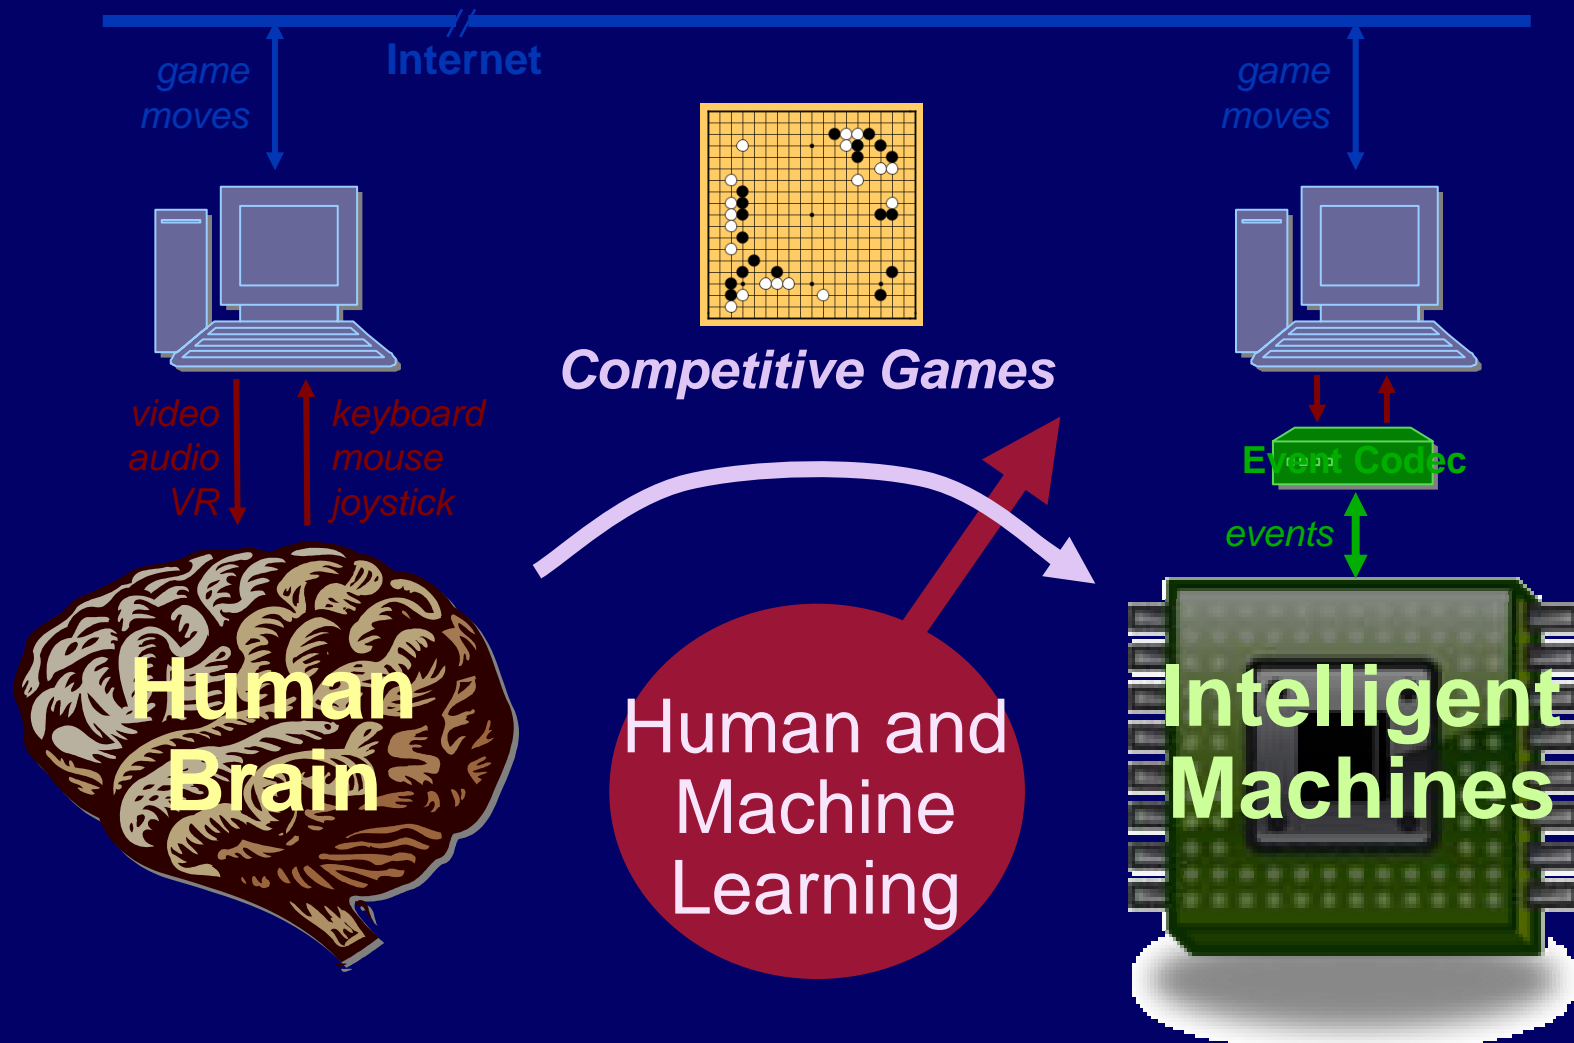 Internet
game
moves
game
moves
Competitive Games
video
audio
VR
keyboard
mouse
joystick
Event Codec
events
Human
Brain
Human and
Machine
Learning
Intelligent
Machines